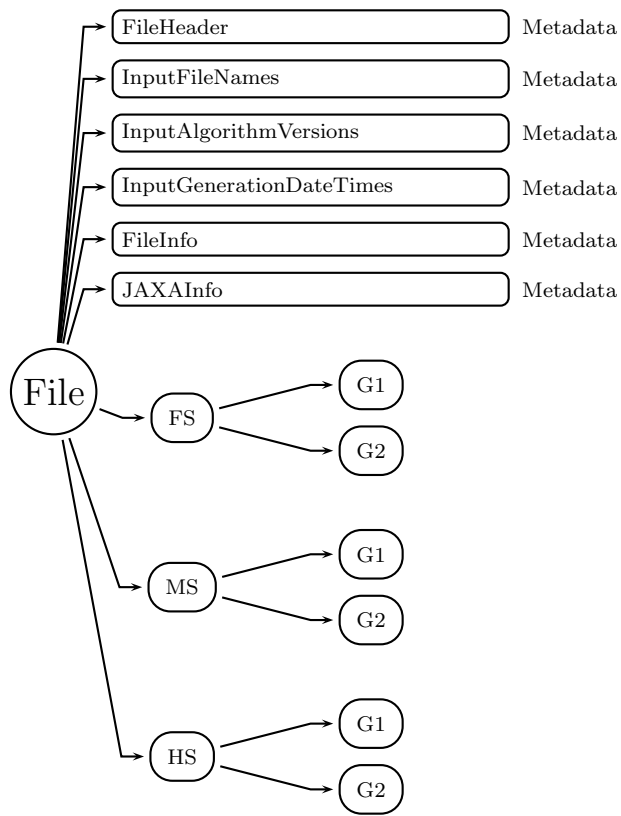 FileHeader Metadata
InputFileNames Metadata
InputAlgorithmVersions Metadata
InputGenerationDateTimes Metadata
FileInfo Metadata
JAXAInfo Metadata
File
FS
G1
G2
MS
G1
G2
HS
G1
G2